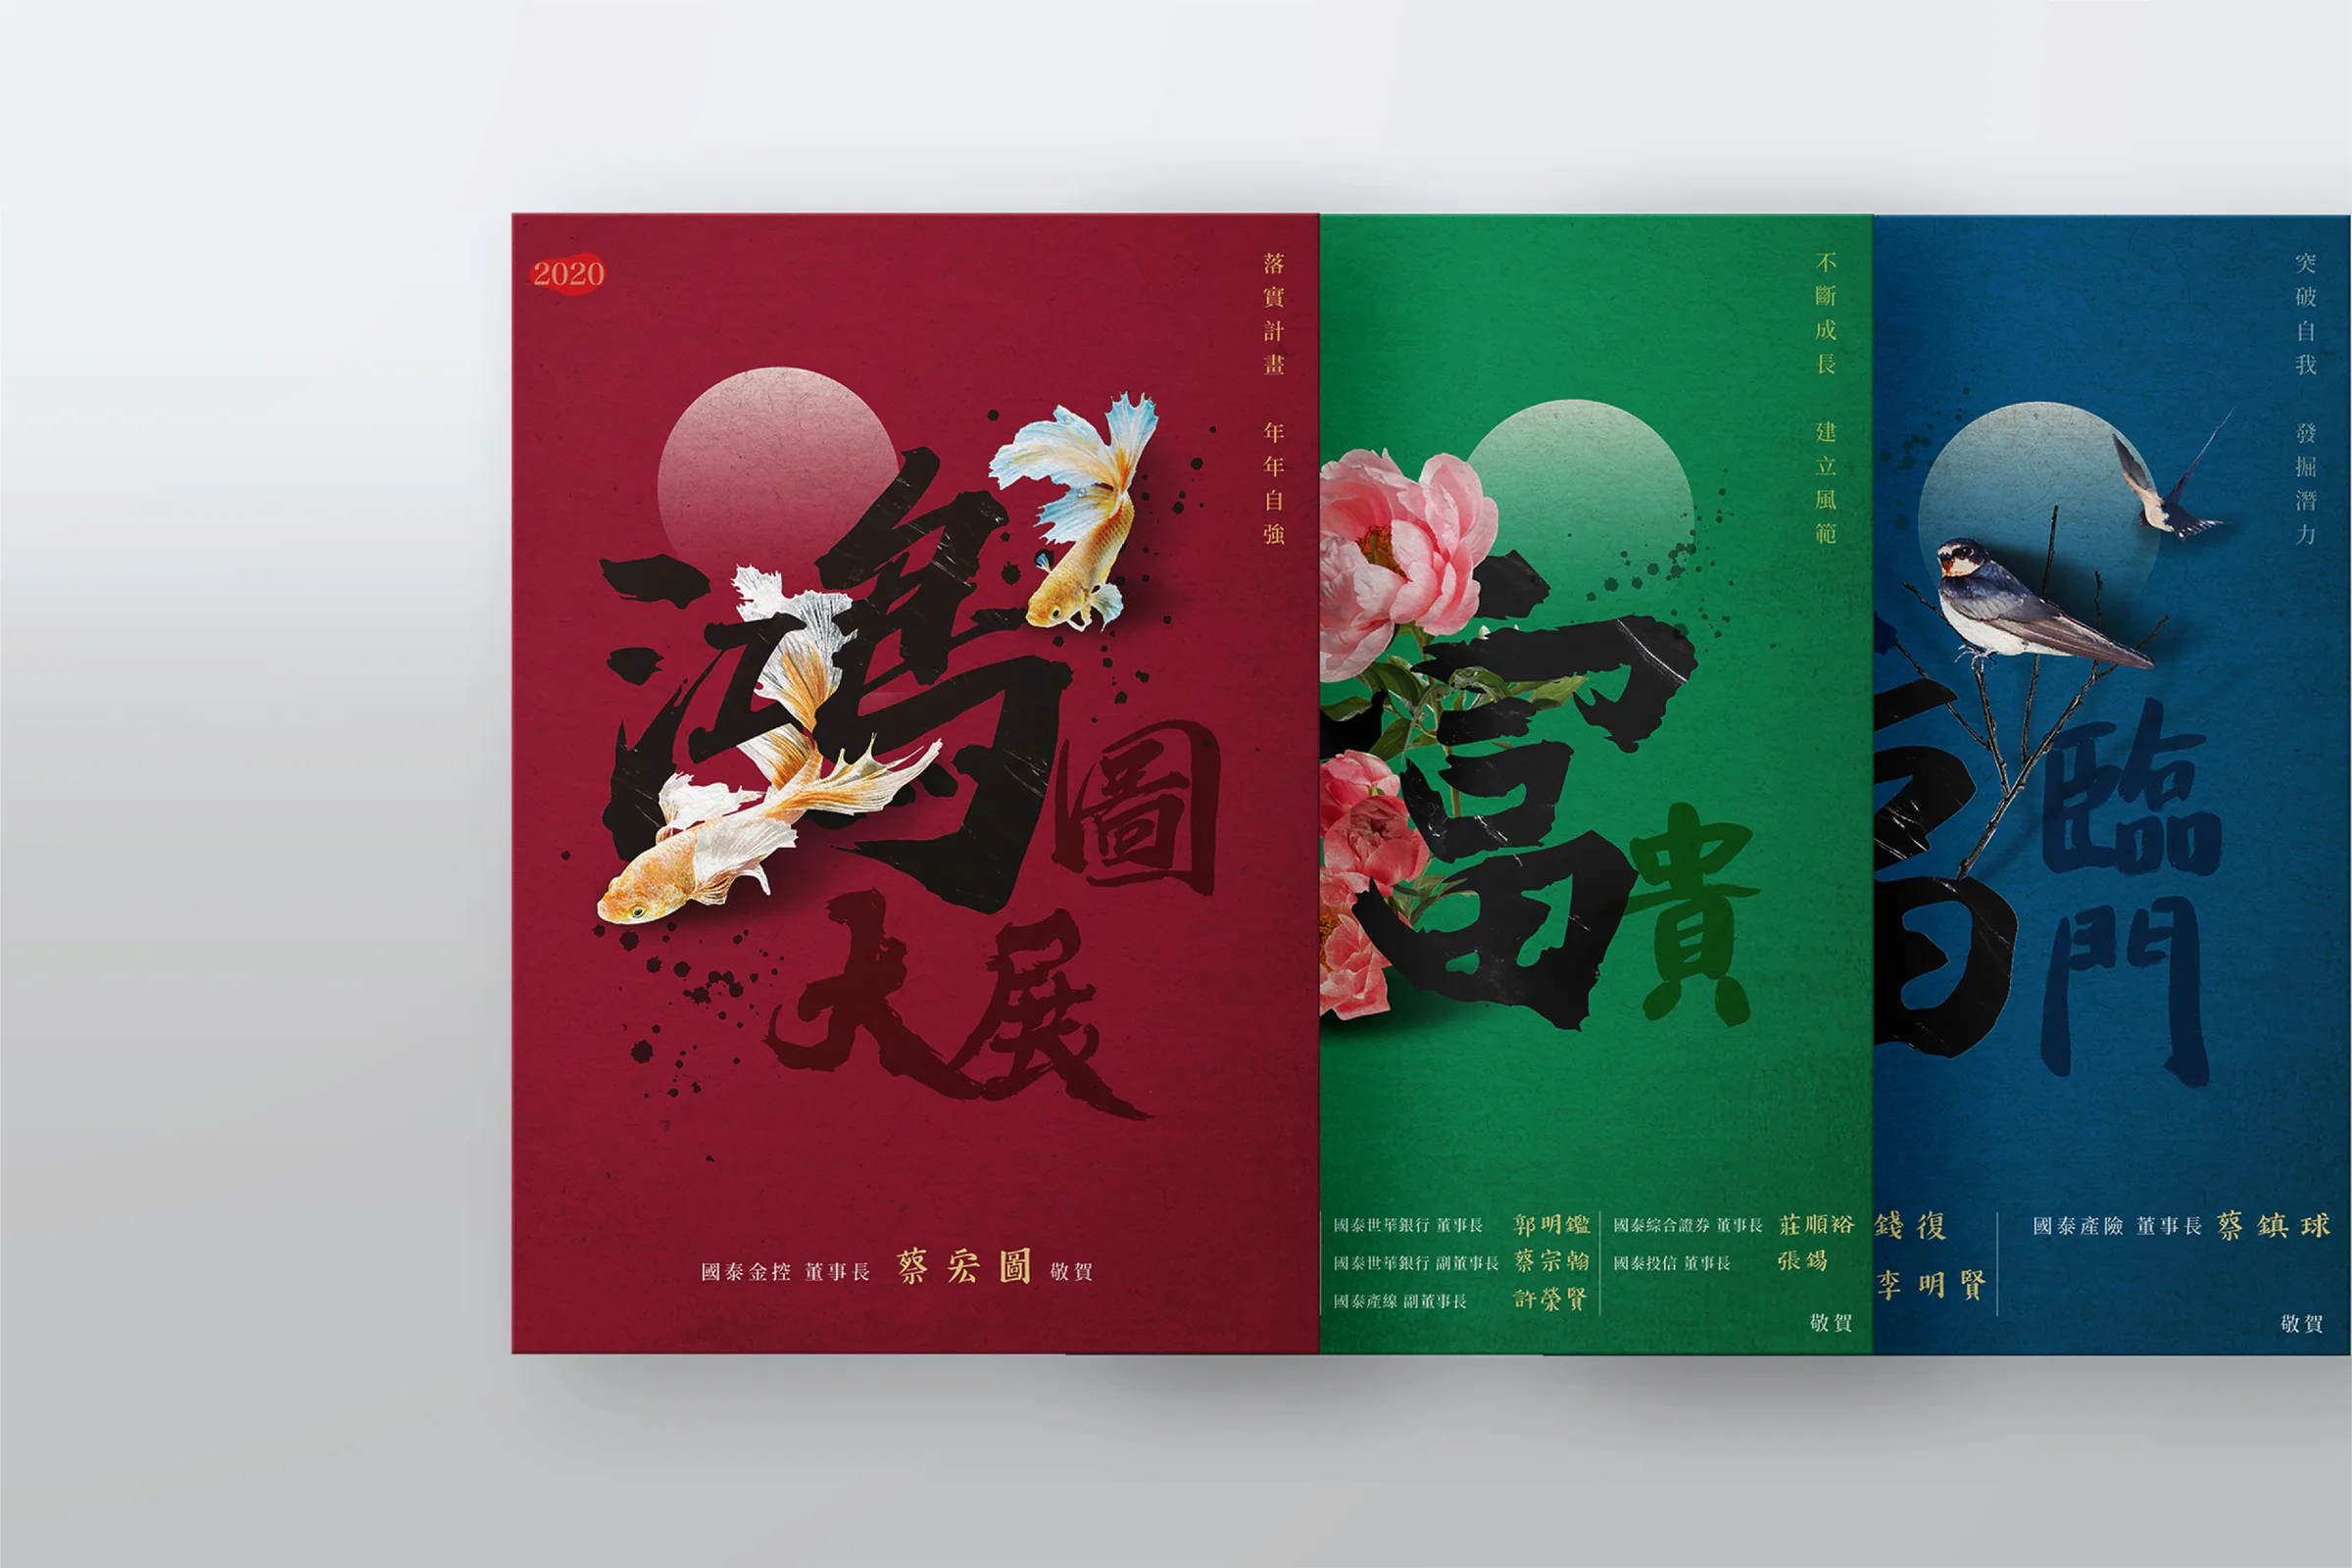 2020
落實計畫 年年自強
鴻圖
大展
國泰金控 董事長 蔡宏圖 敬賀
不斷成長 建立風範
富貴
國泰世華銀行 董事長 郭明鑑
國泰世華銀行 副董事長 蔡宗翰
國泰產線 副董事長 許榮賢
國泰綜合證券 董事長 莊順裕
國泰投信 董事長 張錫
敬賀
突破自我 發掘潛力
臨門
錢復
李明賢
國泰產險 董事長 蔡鎮球
敬賀